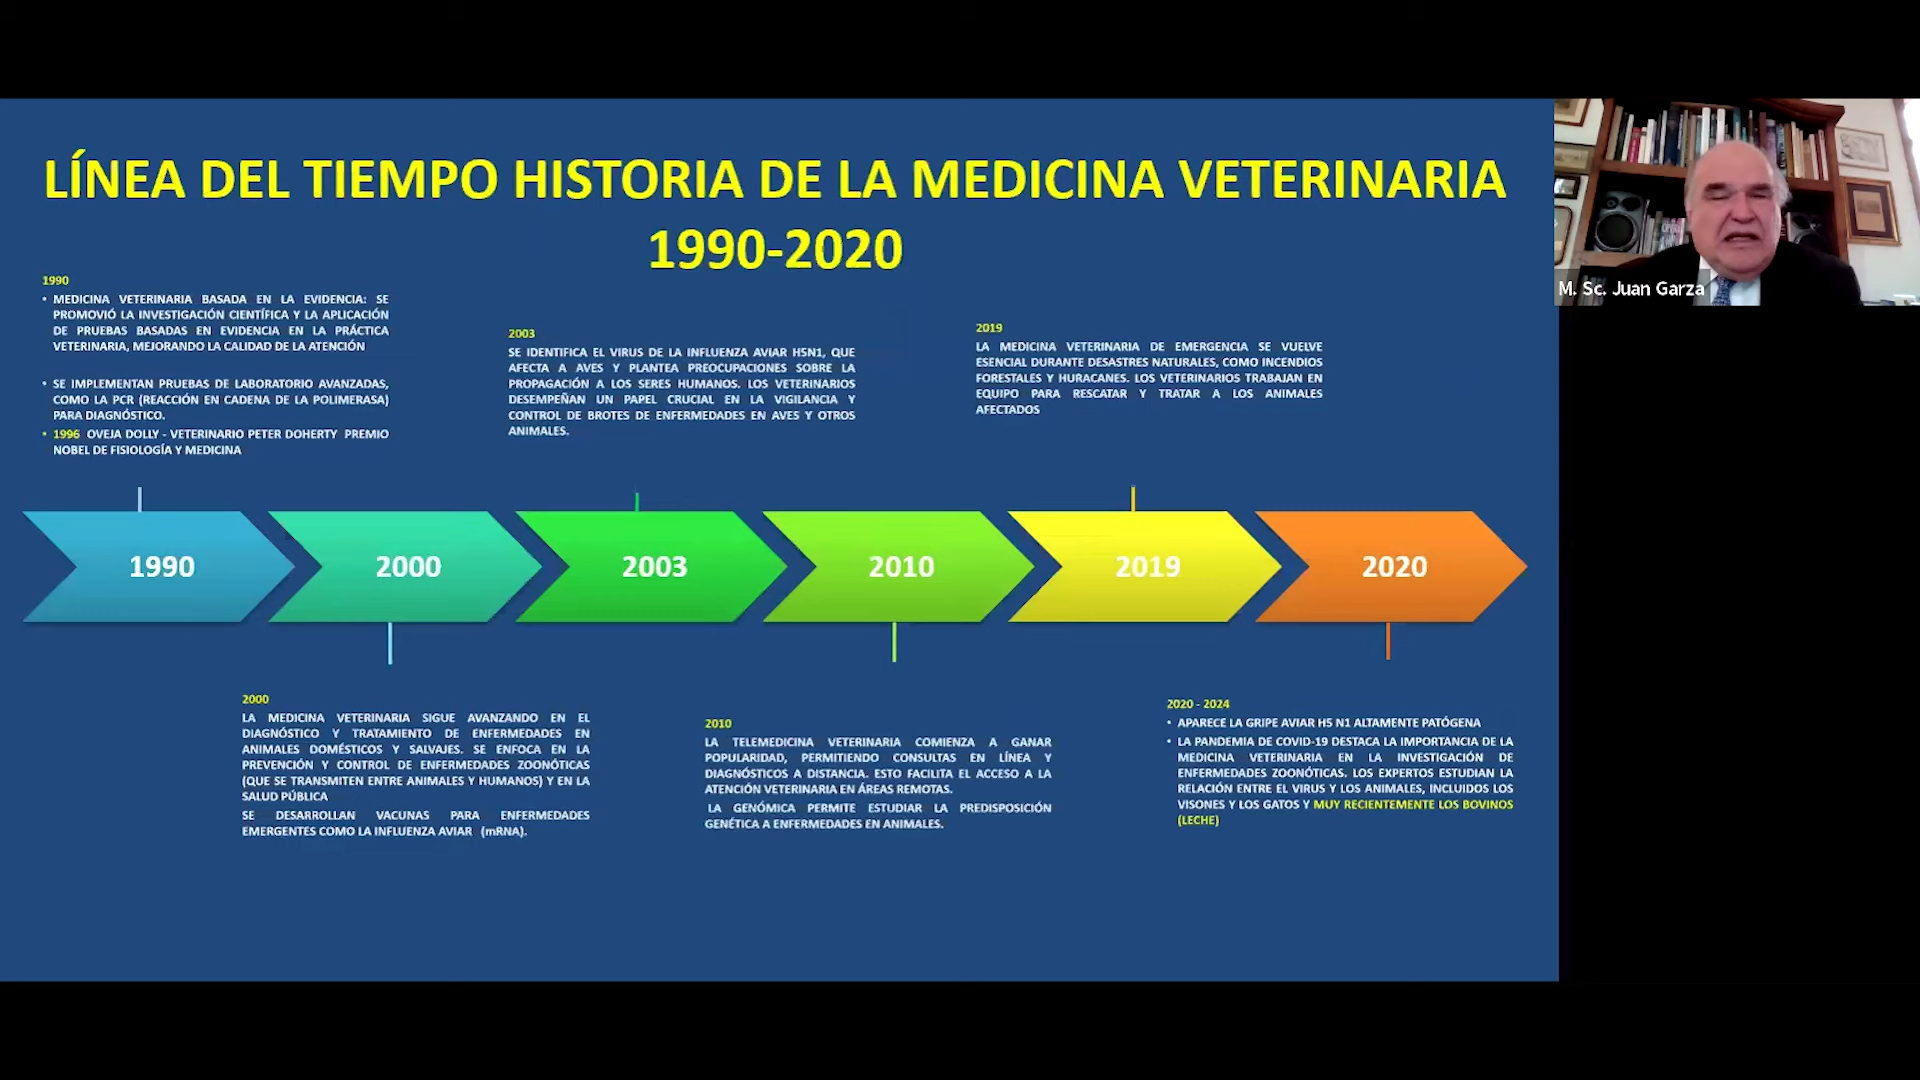 LÍNEA DEL TIEMPO HISTORIA DE LA MEDICINA VETERINARIA
1990-2020
1990
• MEDICINA VETERINARIA BASADA EN LA EVIDENCIA: SE
PROMOVIÓ LA INVESTIGACIÓN CIENTÍFICA Y LA APLICACIÓN
DE PRUEBAS BASADAS EN EVIDENCIA EN LA PRÁCTICA
VETERINARIA, MEJORANDO LA CALIDAD DE LA ATENCIÓN
• SE IMPLEMENTAN PRUEBAS DE LABORATORIO AVANZADAS,
COMO LA PCR (REACCIÓN EN CADENA DE LA POLIMERASA)
PARA DIAGNÓSTICO.
• 1996 OVEJA DOLLY - VETERINARIO PETER DOHERTY PREMIO
NOBEL DE FISIOLOGÍA Y MEDICINA
2003
SE IDENTIFICA EL VIRUS DE LA INFLUENZA AVIAR H5N1, QUE
AFECTA A AVES Y PLANTEA PREOCUPACIONES SOBRE LA
PROPAGACIÓN A LOS SERES HUMANOS. LOS VETERINARIOS
DESEMPEÑAN UN PAPEL CRUCIAL EN LA VIGILANCIA Y
CONTROL DE BROTES DE ENFERMEDADES EN AVES Y OTROS
ANIMALES.
2019
LA MEDICINA VETERINARIA DE EMERGENCIA SE VUELVE
ESENCIAL DURANTE DESASTRES NATURALES, COMO INCENDIOS
FORESTALES Y HURACANES. LOS VETERINARIOS TRABAJAN EN
EQUIPO PARA RESCATAR Y TRATAR A LOS ANIMALES
AFECTADOS
M. Sc. Juan Garza
1990
2000
2003
2010
2019
2020
2000
LA MEDICINA VETERINARIA SIGUE AVANZANDO EN EL
DIAGNÓSTICO Y TRATAMIENTO DE ENFERMEDADES EN
ANIMALES DOMÉSTICOS Y SALVAJES. SE ENFOCA EN LA
PREVENCIÓN Y CONTROL DE ENFERMEDADES ZOONÓTICAS
(QUE SE TRANSMITEN ENTRE ANIMALES Y HUMANOS) Y EN LA
SALUD PÚBLICA
SE DESARROLLAN VACUNAS PARA ENFERMEDADES
EMERGENTES COMO LA INFLUENZA AVIAR (mRNA).
2010
LA TELEMEDICINA VETERINARIA COMIENZA A GANAR
POPULARIDAD, PERMITIENDO CONSULTAS EN LÍNEA Y
DIAGNÓSTICOS A DISTANCIA. ESTO FACILITA EL ACCESO A LA
ATENCIÓN VETERINARIA EN ÁREAS REMOTAS.
LA GENÓMICA PERMITE ESTUDIAR LA PREDISPOSICIÓN
GENÉTICA A ENFERMEDADES EN ANIMALES.
2020 - 2024
• APARECE LA GRIPE AVIAR H5 N1 ALTAMENTE PATÓGENA
• LA PANDEMIA DE COVID-19 DESTACA LA IMPORTANCIA DE LA
MEDICINA VETERINARIA EN LA INVESTIGACIÓN DE
ENFERMEDADES ZOONÓTICAS. LOS EXPERTOS ESTUDIAN LA
RELACIÓN ENTRE EL VIRUS Y LOS ANIMALES, INCLUIDOS LOS
VISONES Y LOS GATOS Y MUY RECIENTEMENTE LOS BOVINOS
(LECHE)